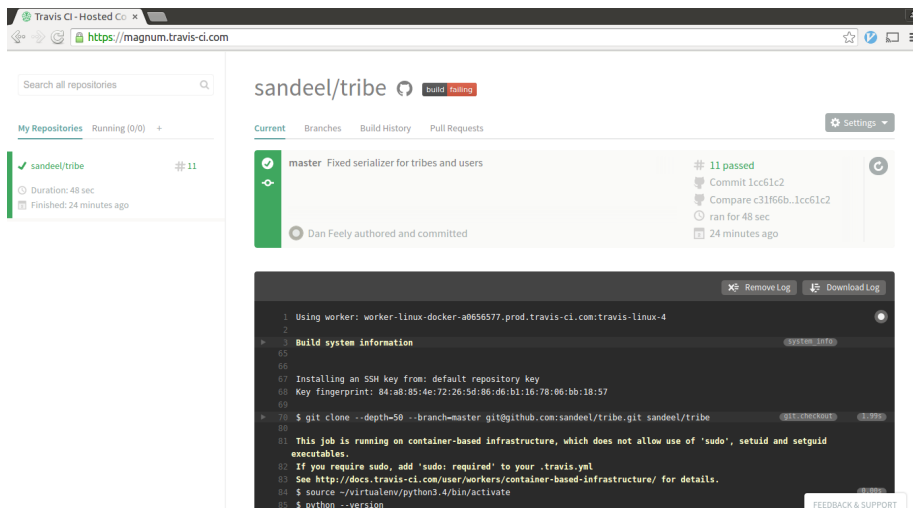 Travis CI - Hosted Co
https://magnum.travis-ci.com
Search all repositories
My Repositories Running (0/0) +
sandeel/tribe # 11
Duration: 48 sec
Finished: 24 minutes ago
sandeel/tribe build failing
Current Branches Build History Pull Requests
Settings
master Fixed serializer for tribes and users
# 11 passed
Commit 1cc61c2
Compare c31f66b..1cc61c2
ran for 48 sec
24 minutes ago
Dan Feely authored and committed
Remove Log Download Log
1 Using worker: worker-linux-docker-a0656577.prod.travis-ci.com:travis-linux-4
2
3 Build system information system_info
65
66
67 Installing an SSH key from: default repository key
68 Key fingerprint: 84:a8:85:4e:72:26:5d:86:d6:b1:16:78:06:bb:18:57
69
70 $ git clone --depth=50 --branch=master git@github.com:sandeel/tribe.git sandeel/tribe git.checkout 1.99s
80
81 This job is running on container-based infrastructure, which does not allow use of 'sudo', setuid and setguid
executables.
82 If you require sudo, add 'sudo: required' to your .travis.yml
83 See http://docs.travis-ci.com/user/workers/container-based-infrastructure/ for details.
84 $ source ~/virtualenv/python3.4/bin/activate 0.00s
85 $ python --version
FEEDBACK & SUPPORT